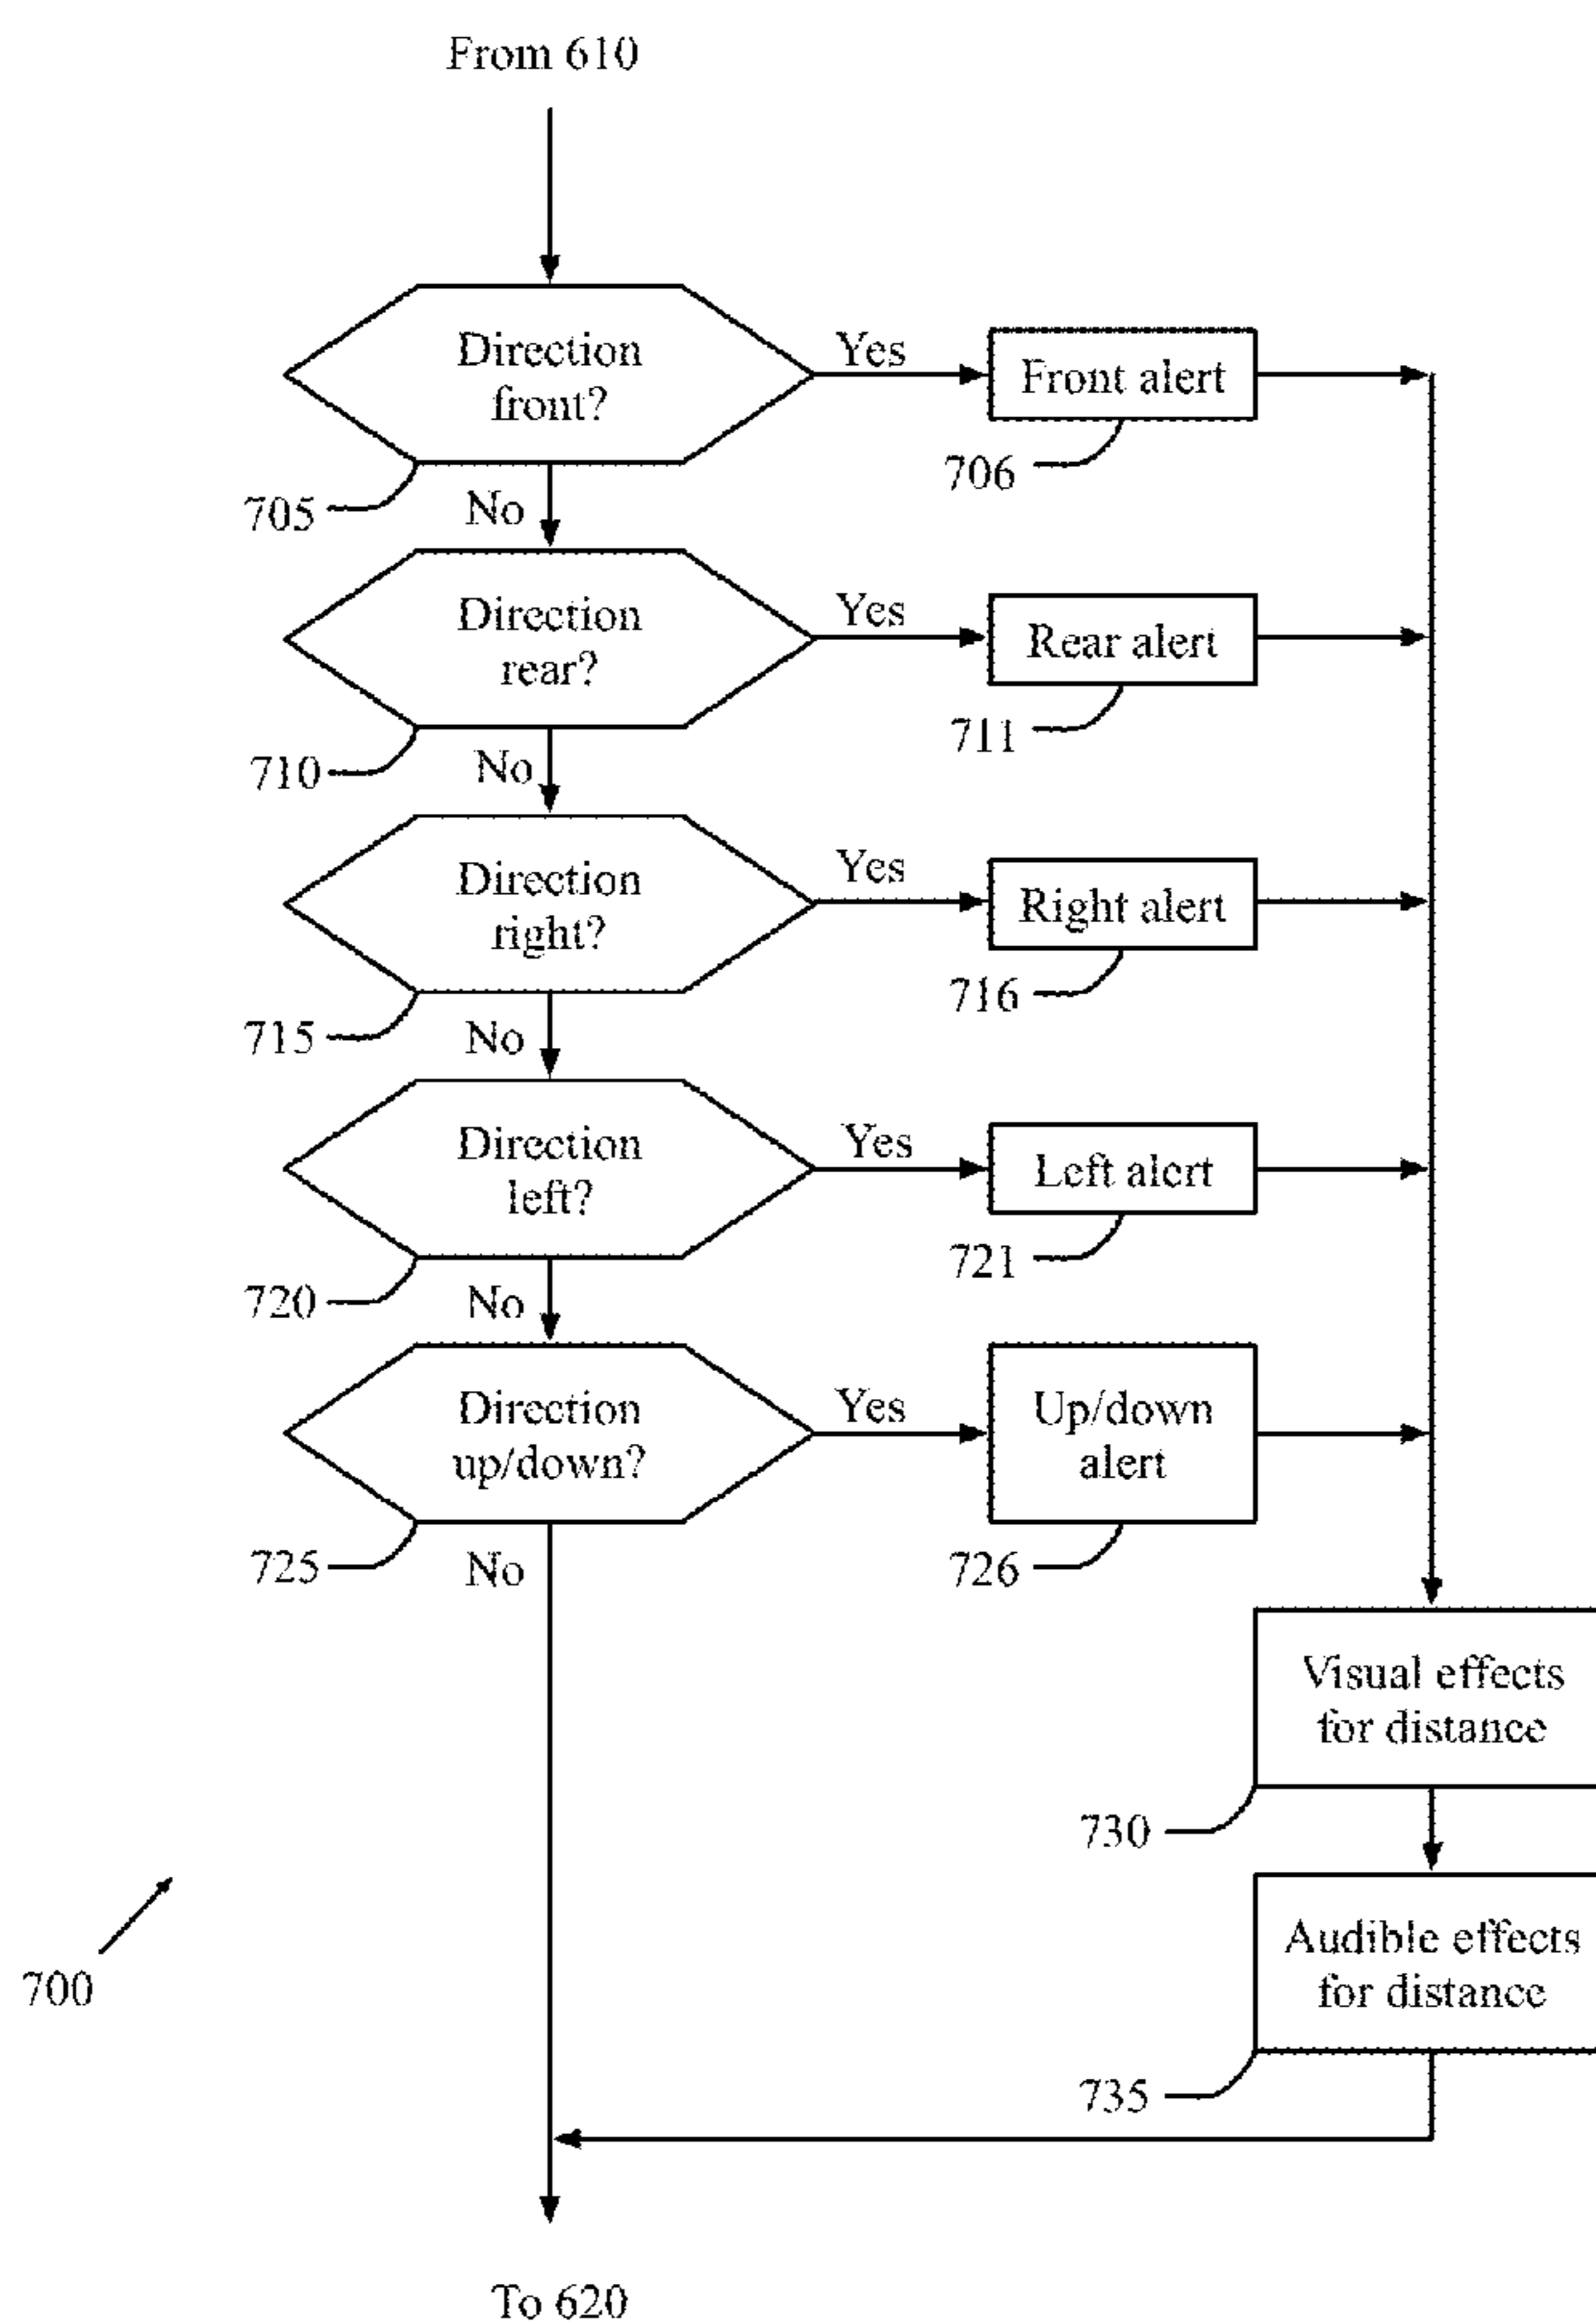 From 610
Direction
front?
Yes
Front alert
706
705
No
Direction
rear?
Yes
Rear alert
711
710
No
Direction
right?
Yes
Right alert
716
715
No
Direction
left?
Yes
Left alert
721
720
No
Direction
up/down?
Yes
Up/down
alert
726
725
No
Visual effects
for distance
730
Audible effects
for distance
735
700
To 620